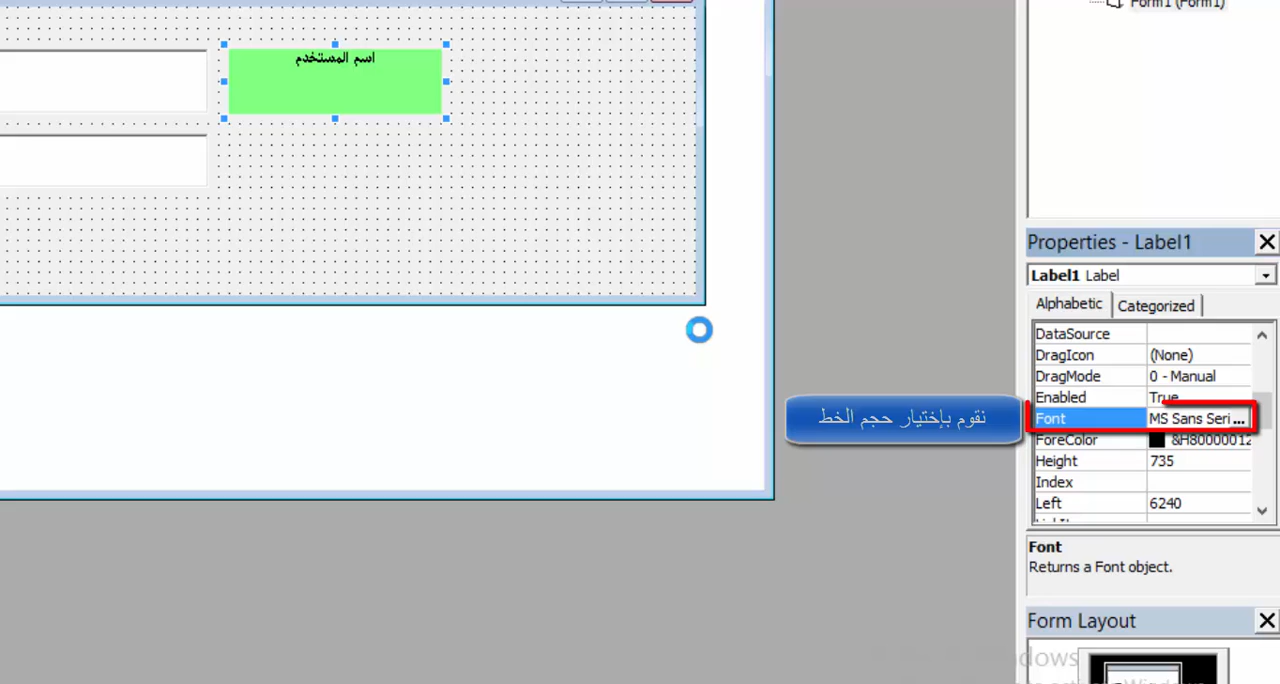 Form1 (Form1)
اسم المستخدم
Properties - Label1
Label1 Label
Alphabetic Categorized
DataSource
DragIcon (None)
DragMode 0 - Manual
Enabled True
نقوم بإختيار حجم الخط
Font MS Sans Seri ...
ForeColor &H80000012
Height 735
Index
Left 6240
Font
Returns a Font object.
Form Layout